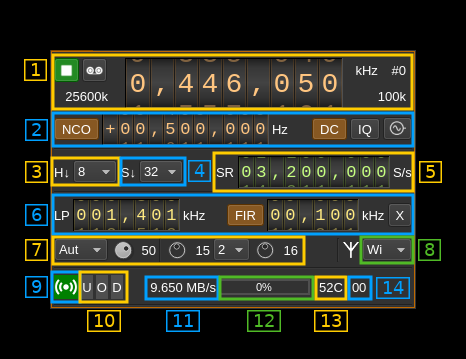 1 0,446,050 kHz #0
25600k 100k
2 NCO +00,500,000 Hz DC IQ
3 H↓ 8 S↓ 32 4 SR 03,200,000 S/s 5
6 LP 001,401 kHz FIR 00,100 kHz X
7 Aut 50 15 2 16 Wi 8
9 U O D 9.650 MB/s 0% 52C 00 14
10 11 12 13